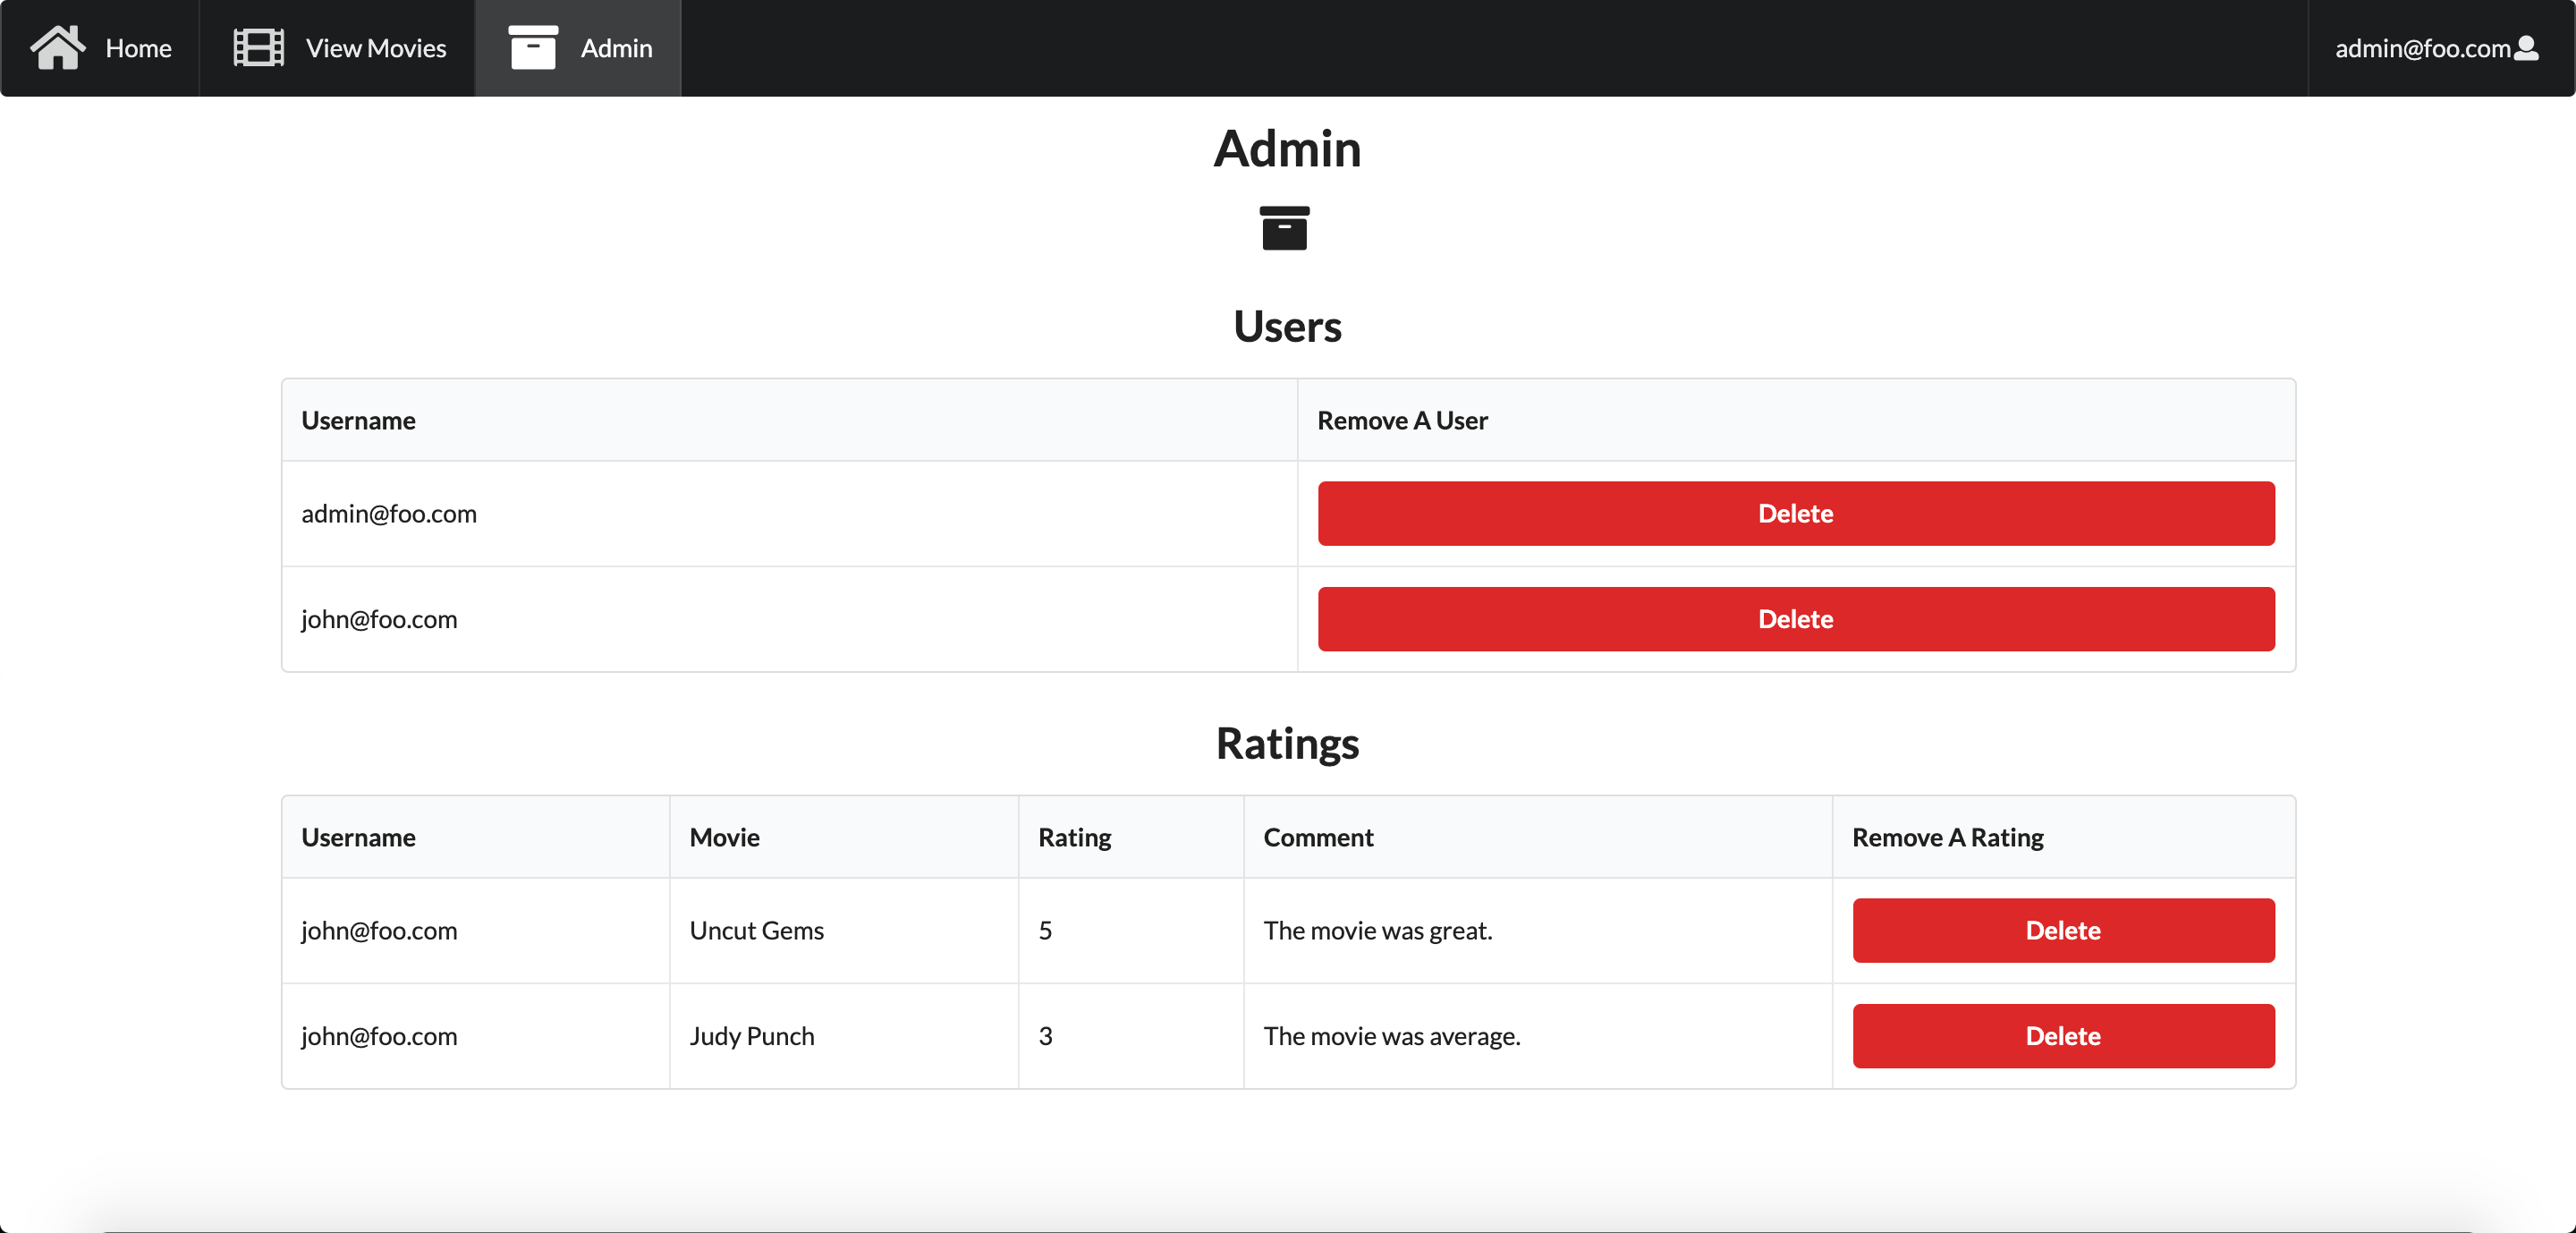 Home View Movies Admin admin@foo.com
Admin
Users
Username Remove A User
admin@foo.com Delete
john@foo.com Delete
Ratings
Username Movie Rating Comment Remove A Rating
john@foo.com Uncut Gems 5 The movie was great. Delete
john@foo.com Judy Punch 3 The movie was average. Delete